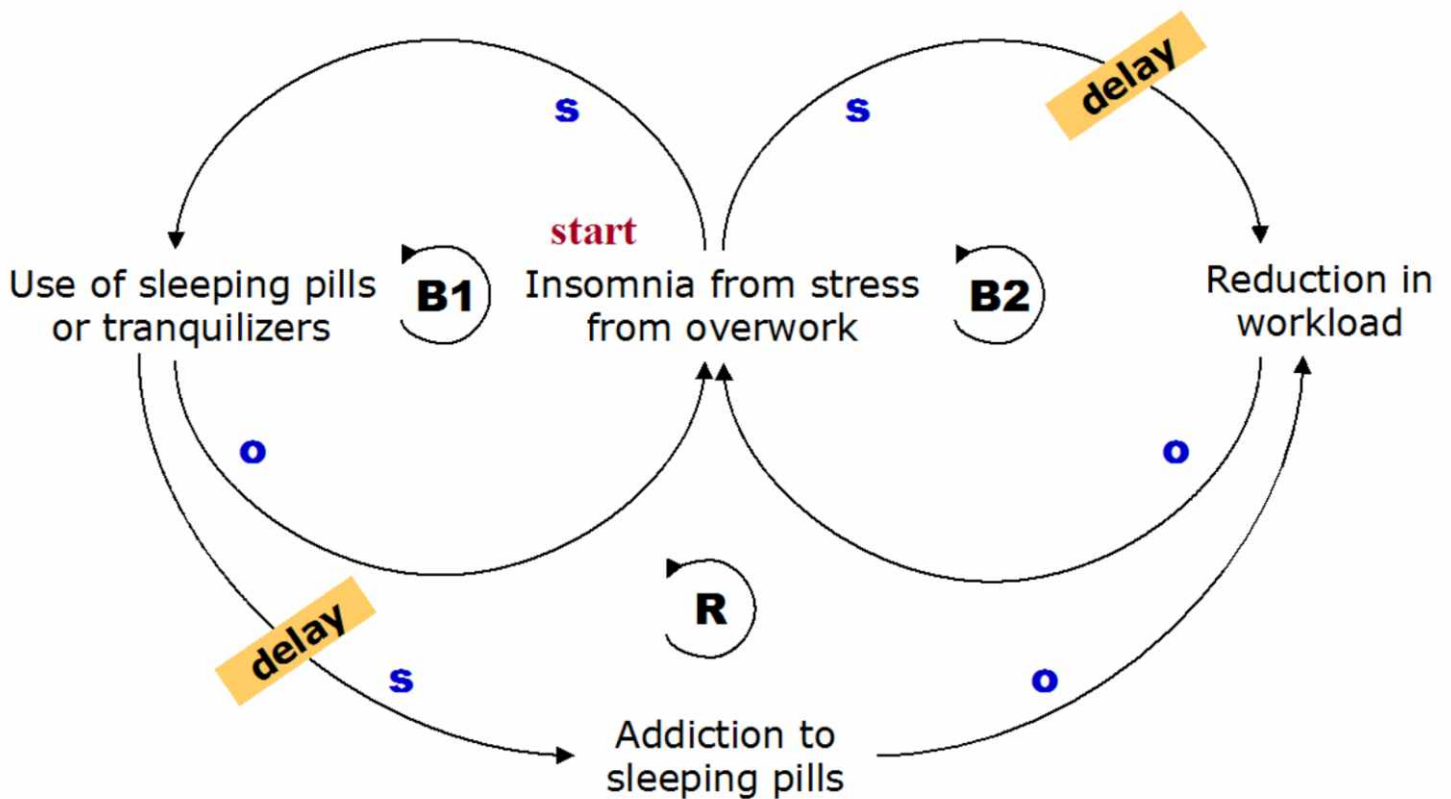 delay
s
s
start
Use of sleeping pills
or tranquilizers
B1
Insomnia from stress
from overwork
B2
Reduction in
workload
o
o
delay
R
s
o
Addiction to
sleeping pills